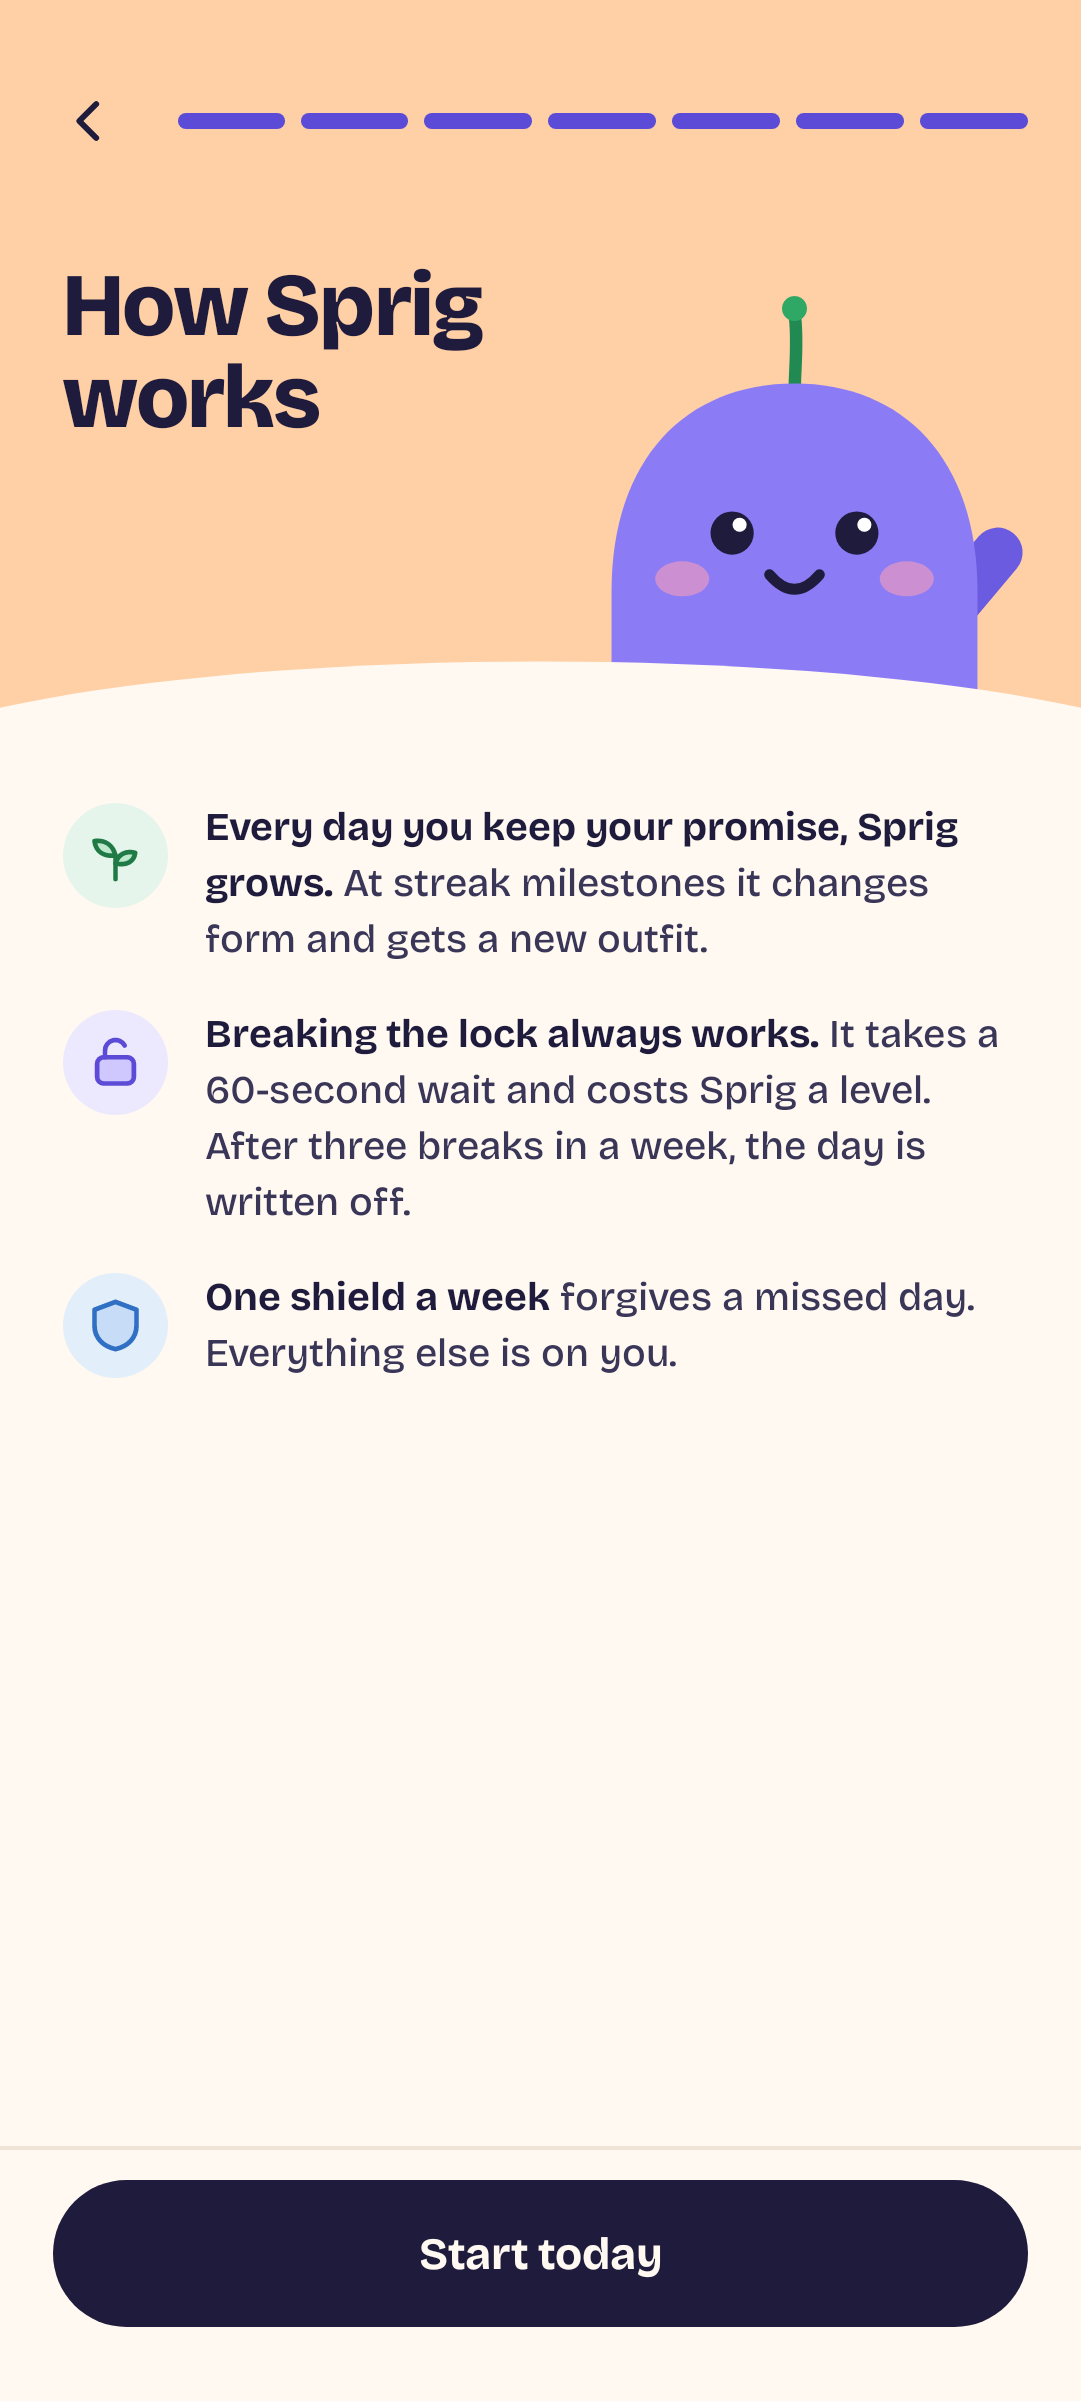 How Sprig
works
Every day you keep your promise, Sprig
grows. At streak milestones it changes
form and gets a new outfit.
Breaking the lock always works. It takes a
60-second wait and costs Sprig a level.
After three breaks in a week, the day is
written off.
One shield a week forgives a missed day.
Everything else is on you.
Start today